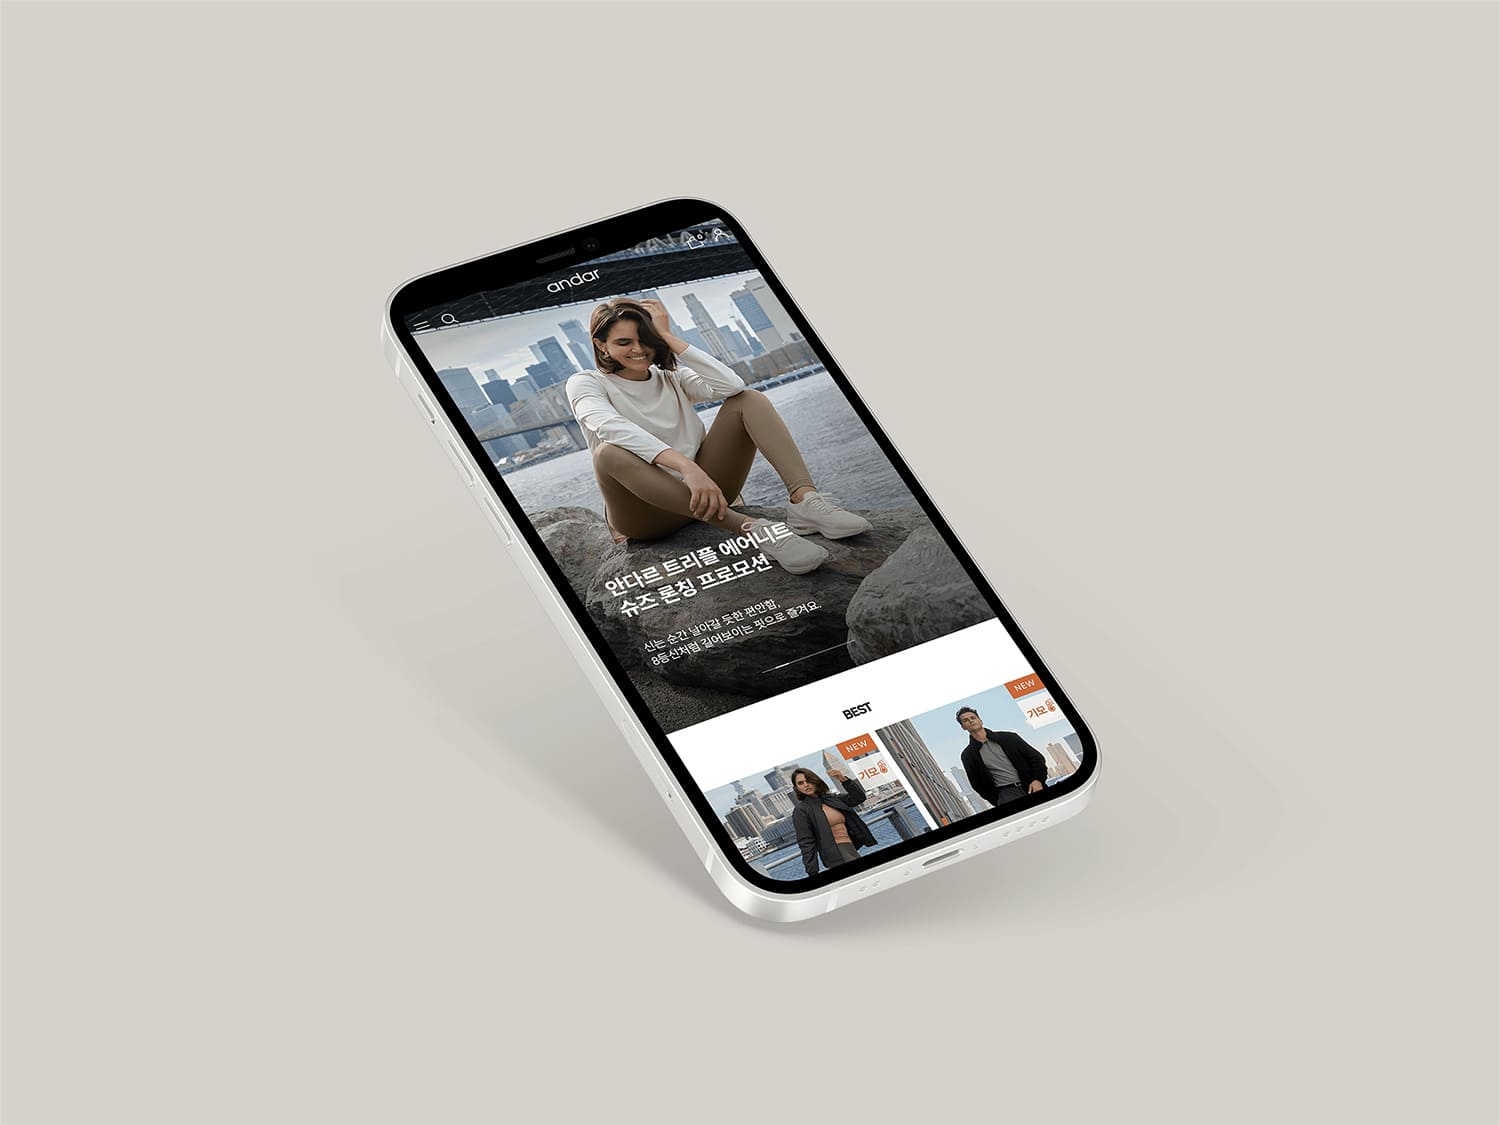 andar
안다르 트리플 에어니트
슈즈 론칭 프로모션
신는 순간 날아갈 듯한 편안함,
8등신처럼 길어보이는 핏으로 즐겨요.
BEST
NEW
기모
NEW
기모